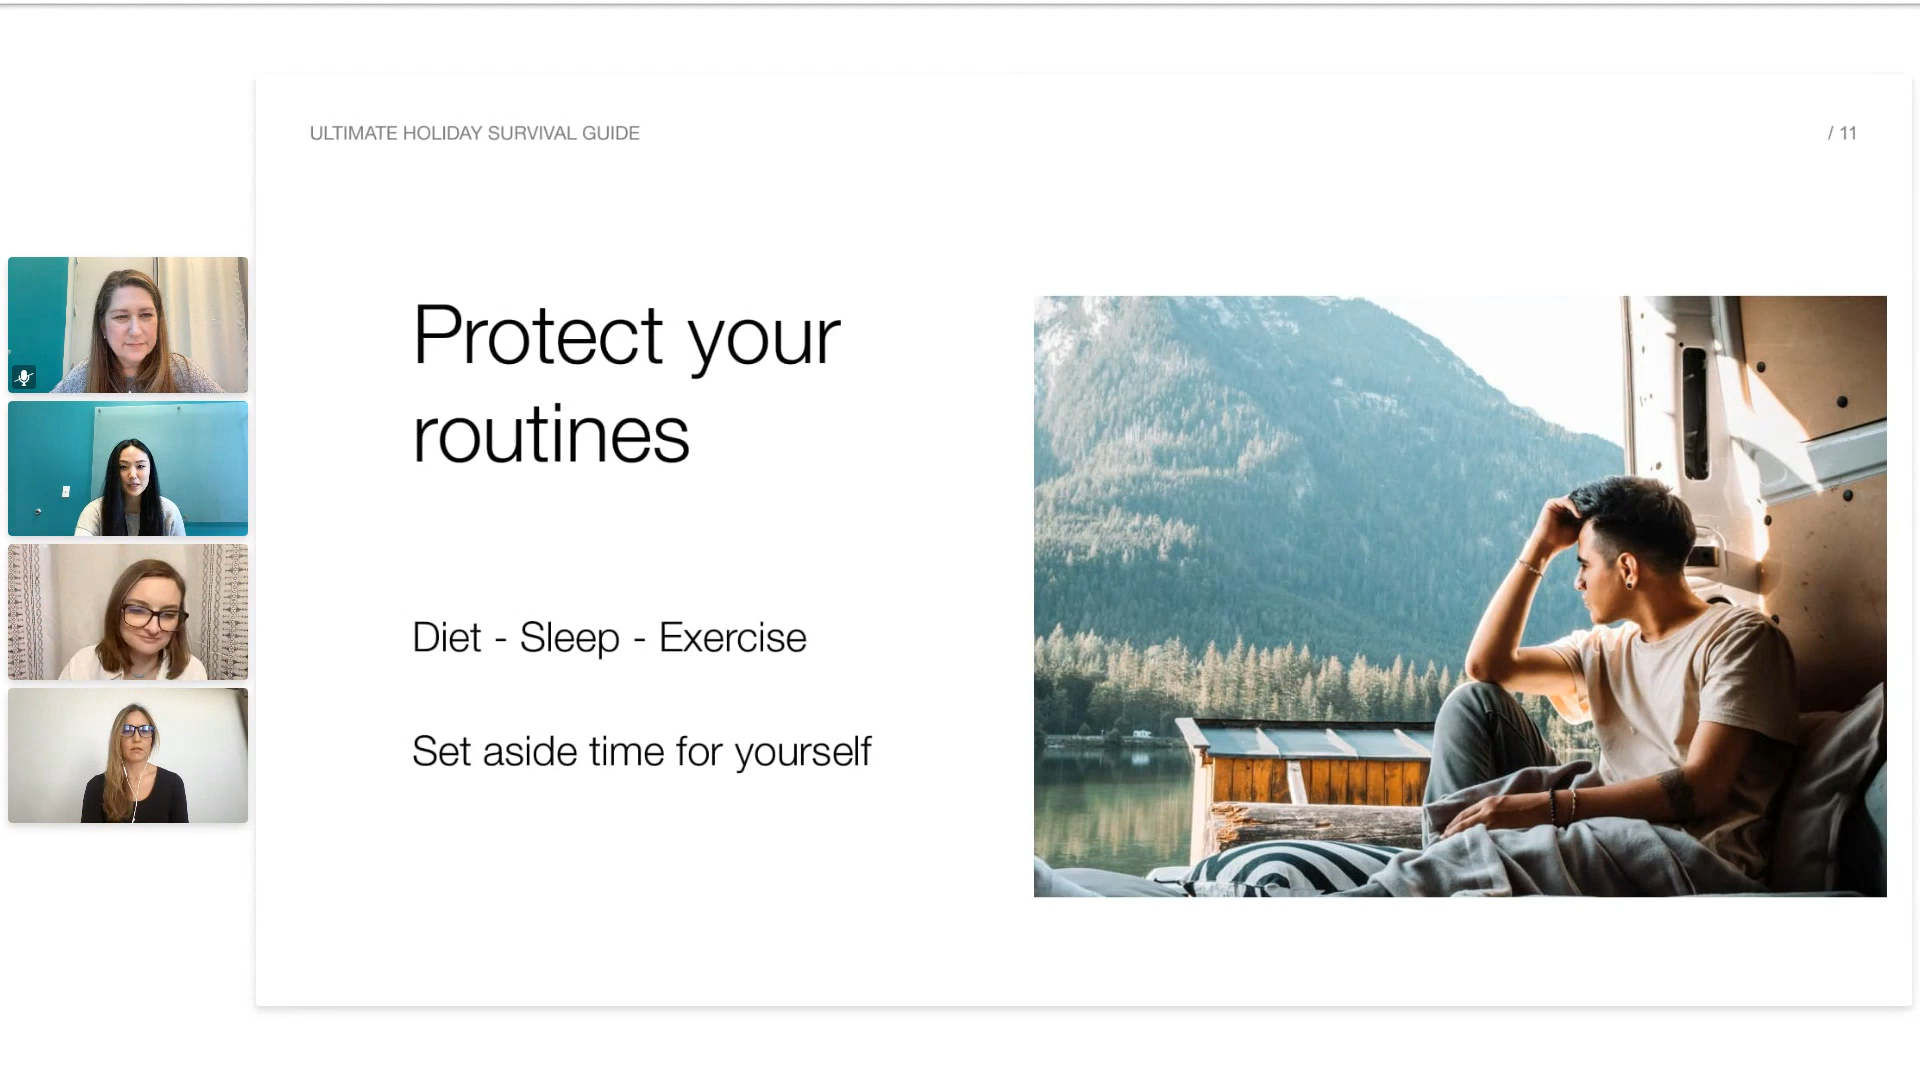 ULTIMATE HOLIDAY SURVIVAL GUIDE
/ 11
Protect your
routines
Diet - Sleep - Exercise
Set aside time for yourself